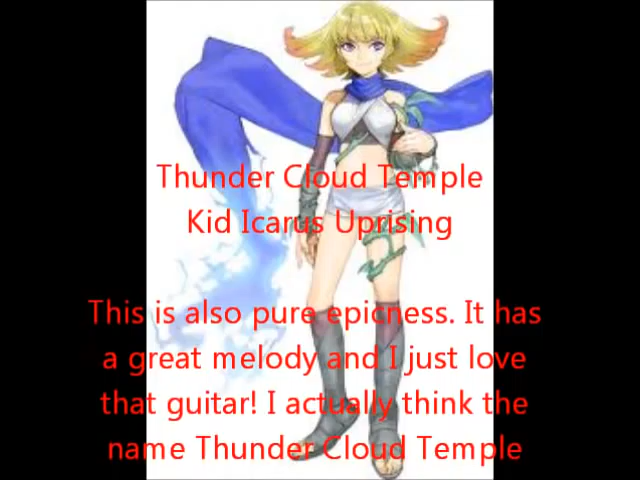 Thunder Cloud Temple
Kid Icarus Uprising
This is also pure epicness. It has
a great melody and I just love
that guitar! I actually think the
name Thunder Cloud Temple